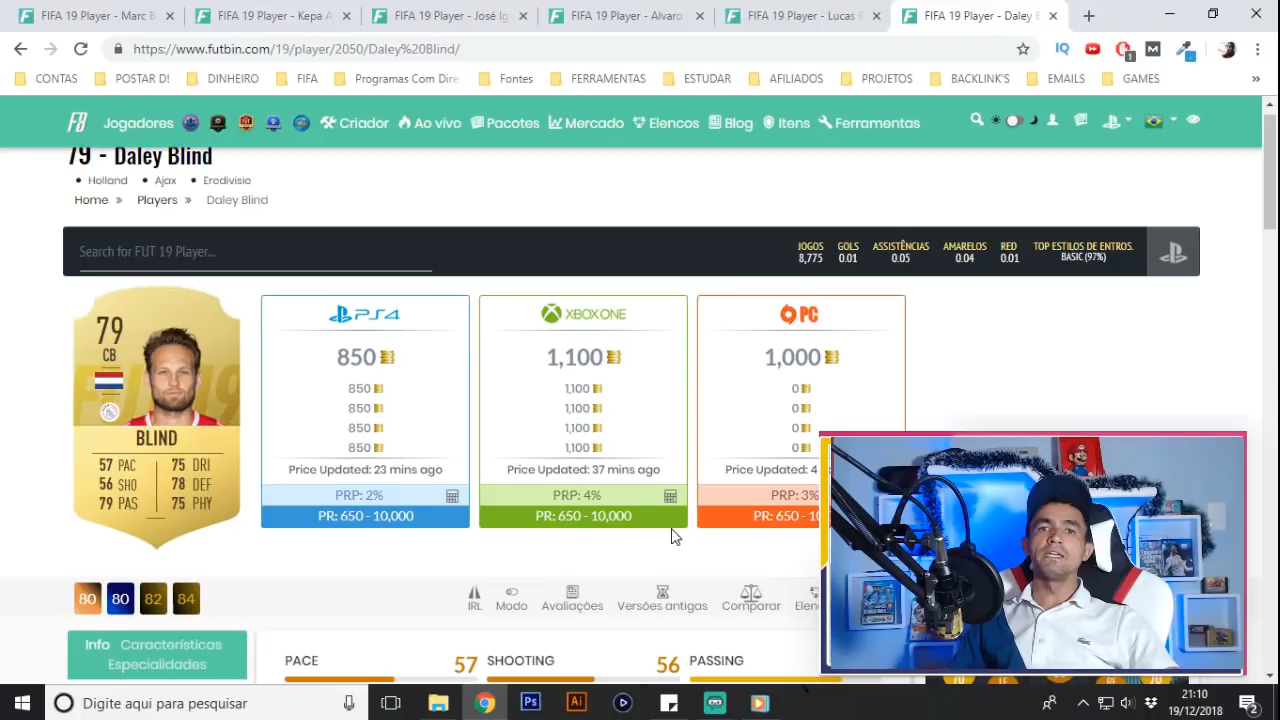 FIFA 19 Player - Marc B
FIFA 19 Player - Kepa A
FIFA 19 Player - José Ig
FIFA 19 Player - Alvaro
FIFA 19 Player - Lucas
FIFA 19 Player - Daley
https://www.futbin.com/19/player/2050/Daley%20Blind/
CONTAS
POSTAR D!
DINHEIRO
FIFA
Programas Com Dire
Fontes
FERRAMENTAS
ESTUDAR
AFILIADOS
PROJETOS
BACKLINK'S
EMAILS
GAMES
Jogadores
Criador
Ao vivo
Pacotes
Mercado
Elencos
Blog
Itens
Ferramentas
79 - Daley Blind
Holland
Ajax
Eredivisie
Home » Players » Daley Blind
Search for FUT 19 Player...
JOGOS
8,775
GOLS
0.01
ASSISTÊNCIAS
0.05
AMARELOS
0.04
RED
0.01
TOP ESTILOS DE ENTROS.
BASIC (97%)
79
CB
BLIND
57 PAC 75 DRI
56 SHO 78 DEF
79 PAS 75 PHY
PS4
850
850
850
850
850
Price Updated: 23 mins ago
PRP: 2%
PR: 650 - 10,000
XBOX ONE
1,100
1,100
1,100
1,100
1,100
Price Updated: 37 mins ago
PRP: 4%
PR: 650 - 10,000
PC
1,000
0
0
0
0
Price Updated: 4
PRP: 3%
PR: 650 - 10
80 80 82 84
IRL
Modo
Avaliações
Versões antigas
Comparar
Elen
Info Características
Especialidades
PACE 57
SHOOTING 56
PASSING
Digite aqui para pesquisar
21:10
19/12/2018